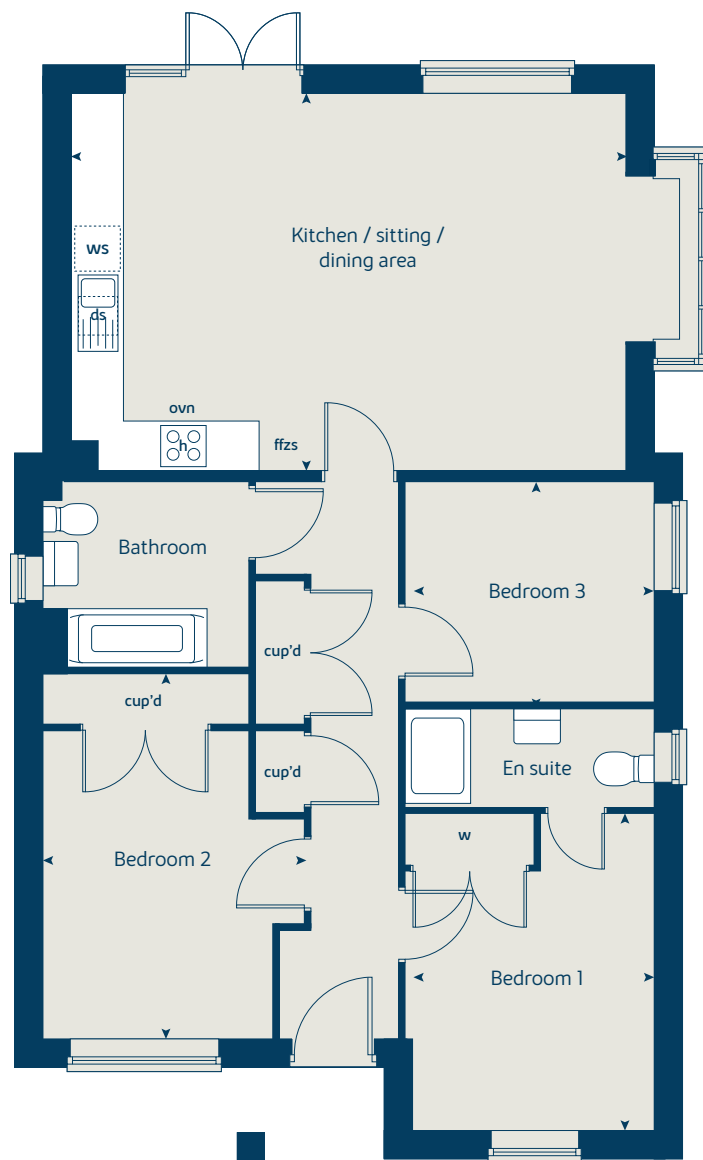 Kitchen / sitting /
dining area
ws
ds
ovn
h
ffzs
Bathroom
Bedroom 3
cup'd
cup'd
cup'd
En suite
w
Bedroom 2
Bedroom 1